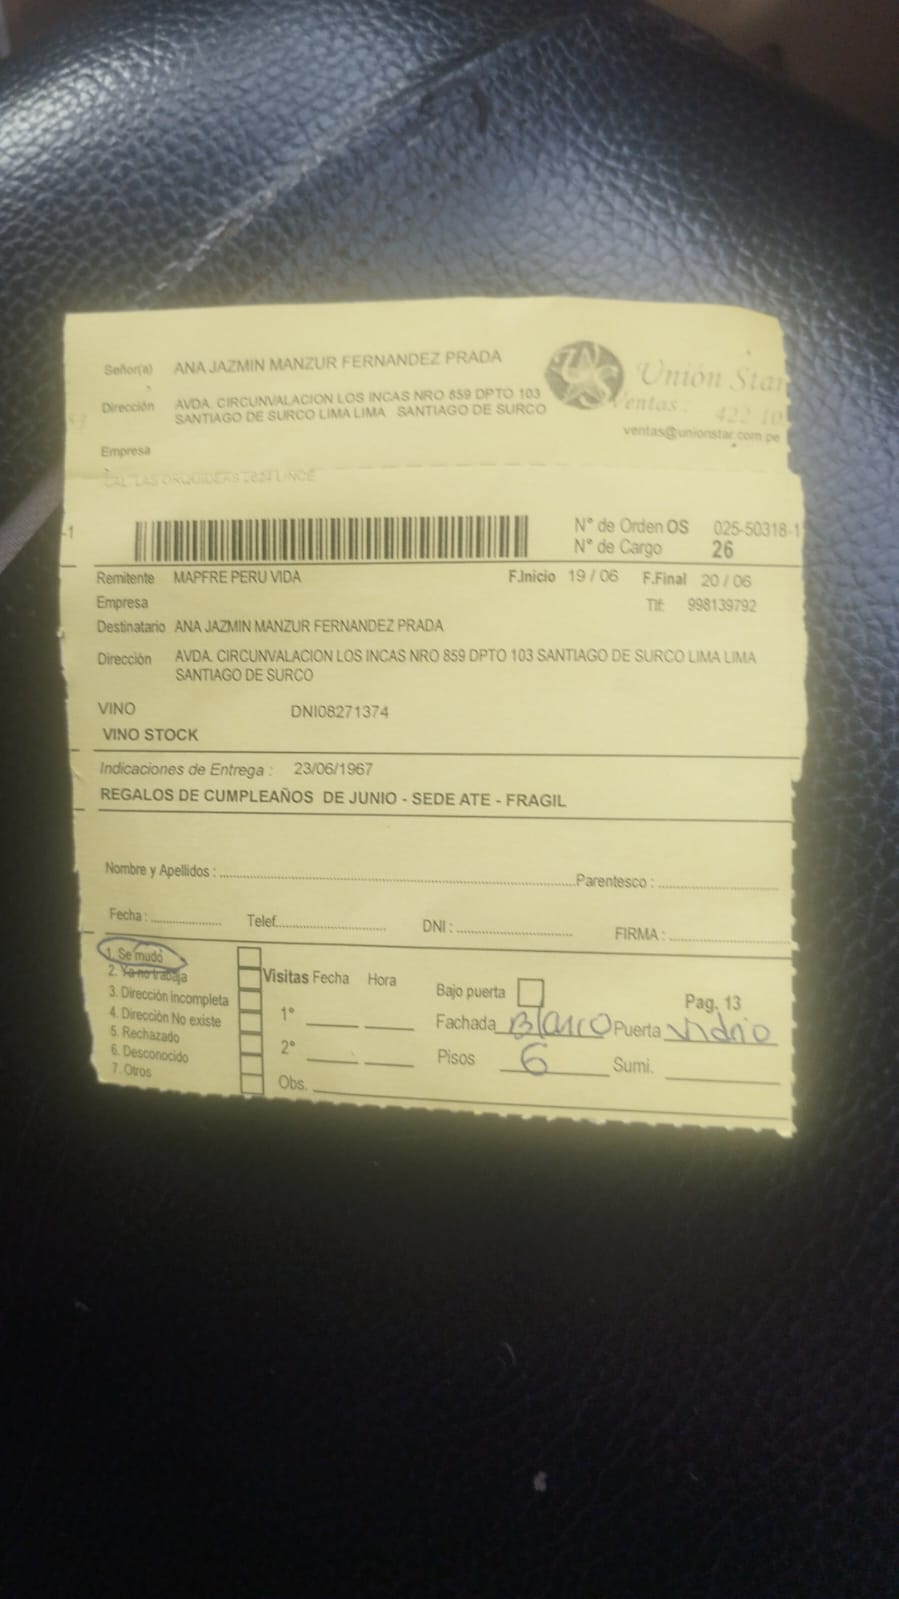 Señor(a) ANA JAZMIN MANZUR FERNANDEZ PRADA
Unión Star
Dirección AVDA. CIRCUNVALACION LOS INCAS NRO 859 DPTO 103
SANTIAGO DE SURCO LIMA LIMA SANTIAGO DE SURCO
Ventas : 422 10
ventas@unionstar.com.pe
Empresa
CAL. LAS ORQUIDEAS LINCE
-1
N° de Orden OS 025-50318-1
N° de Cargo 26
Remitente MAPFRE PERU VIDA F.Inicio 19 / 06 F.Final 20 / 06
Empresa Tlf: 998139792
Destinatario ANA JAZMIN MANZUR FERNANDEZ PRADA
Dirección AVDA. CIRCUNVALACION LOS INCAS NRO 859 DPTO 103 SANTIAGO DE SURCO LIMA LIMA
SANTIAGO DE SURCO
VINO DNI08271374
VINO STOCK
Indicaciones de Entrega : 23/06/1967
REGALOS DE CUMPLEAÑOS DE JUNIO - SEDE ATE - FRAGIL
Nombre y Apellidos : Parentesco :
Fecha : Telef. DNI : FIRMA :
1. Se mudó
2. Ya no trabaja
3. Dirección incompleta
4. Dirección No existe
5. Rechazado
6. Desconocido
7. Otros
Visitas Fecha Hora
1°
2°
Obs.
Bajo puerta Pag. 13
Fachada Blanco Puerta Vidrio
Pisos 6 Sumi.